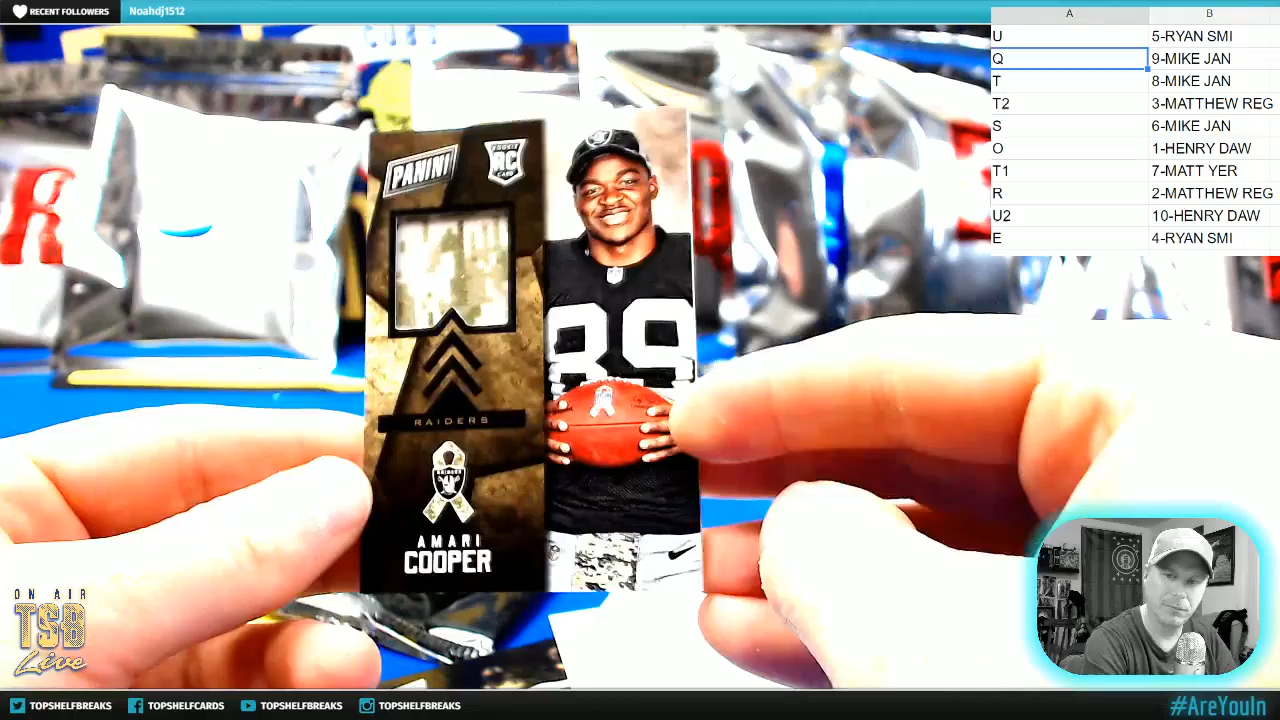 RECENT FOLLOWERS
Noahdj1512
A B
U 5-RYAN SMI
Q 9-MIKE JAN
T 8-MIKE JAN
T2 3-MATTHEW REG
S 6-MIKE JAN
O 1-HENRY DAW
T1 7-MATT YER
R 2-MATTHEW REG
U2 10-HENRY DAW
E 4-RYAN SMI
PANINI
ROOKIE
RC
CARD
89
RAIDERS
RAIDERS
AMARI
COOPER
R
ON AIR
TSB
Live
TOPSHELFBREAKS
TOPSHELFCARDS
TOPSHELFBREAKS
TOPSHELFBREAKS
#AreYouIn